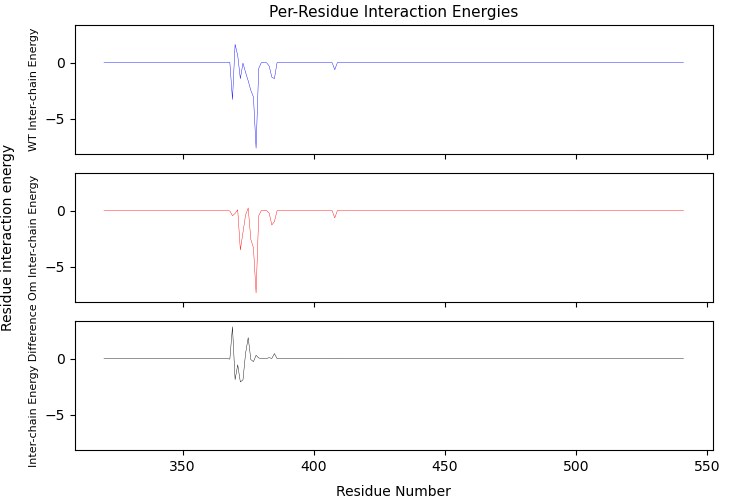 Per-Residue Interaction Energies
Residue interaction energy
WT Inter-chain Energy
0
−5
Om Inter-chain Energy
0
−5
Inter-chain Energy Difference
0
−5
350
400
450
500
550
Residue Number